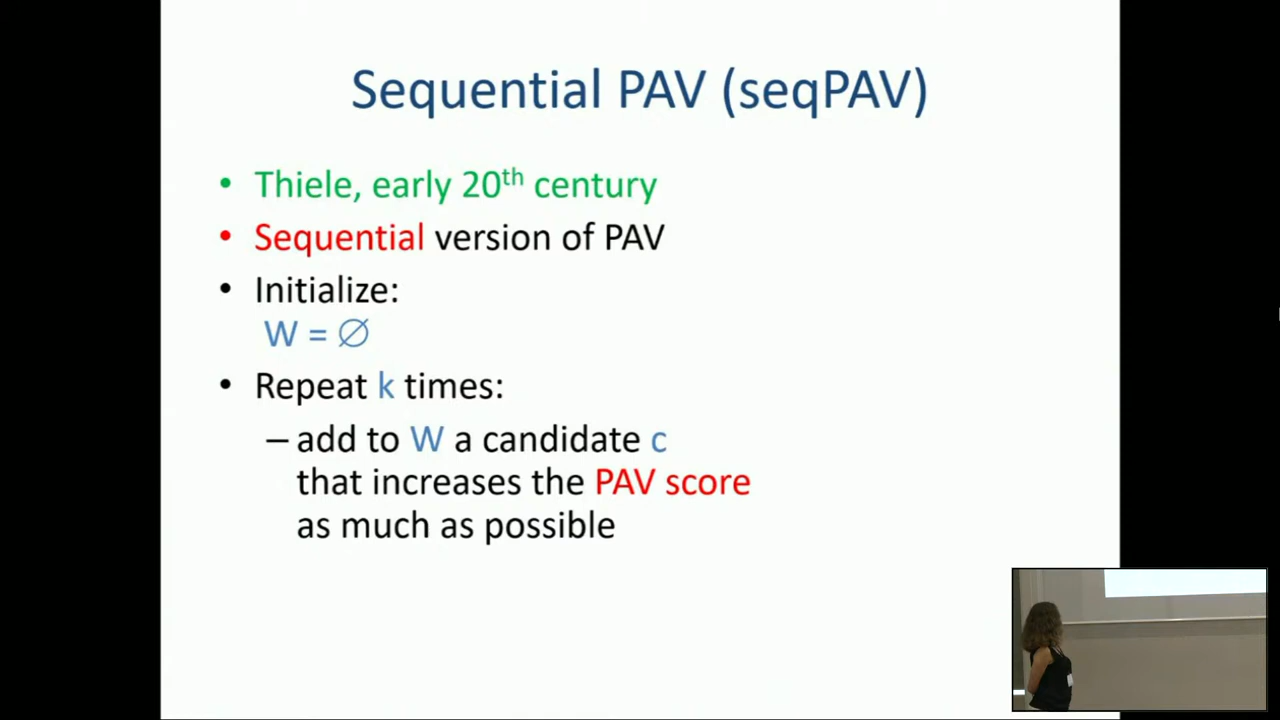 Sequential PAV (seqPAV)
• Thiele, early 20th century
• Sequential version of PAV
• Initialize:
W = ∅
• Repeat k times:
– add to W a candidate c
that increases the PAV score
as much as possible